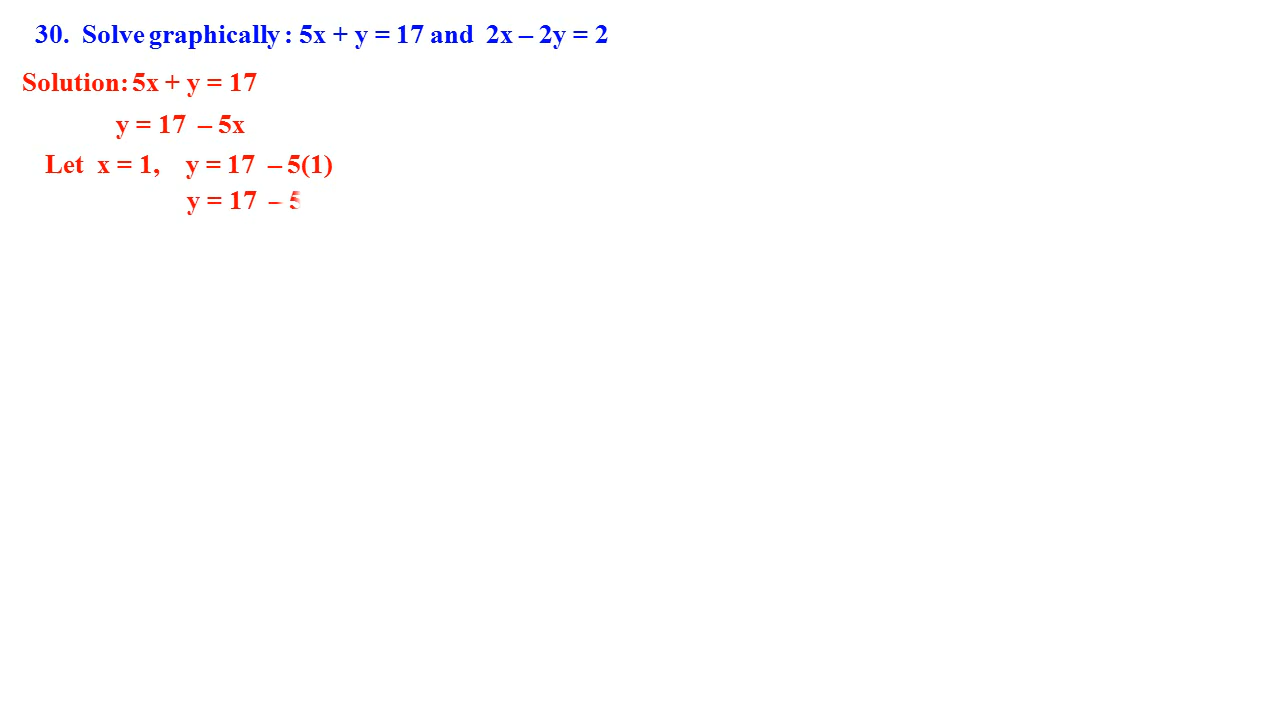 30. Solve graphically : 5x + y = 17 and 2x – 2y = 2
Solution: 5x + y = 17
y = 17 – 5x
Let x = 1, y = 17 – 5(1)
y = 17 – 5